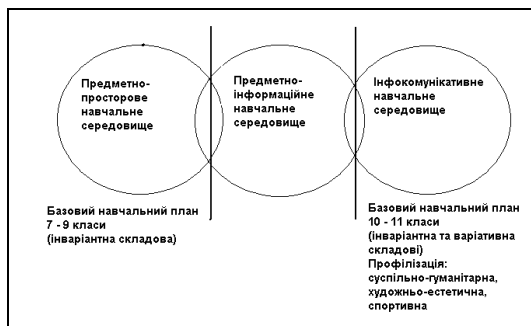 Предметно-
просторове
навчальне
середовище
Предметно-
інформаційне
навчальне
середовище
Інфокомунікативне
навчальне
середовище
Базовий навчальний план
7 - 9 класи
(інваріантна складова)
Базовий навчальний план
10 - 11 класи
(інваріантна та варіативна
складові)
Профілізація:
суспільно-гуманітарна,
художньо-естетична,
спортивна